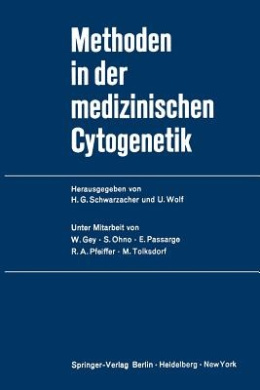 Methoden
in der
medizinischen
Cytogenetik
Herausgegeben von
H. G. Schwarzacher und U. Wolf
Unter Mitarbeit von
W. Gey · S. Ohno · E. Passarge
R. A. Pfeiffer · M. Tolksdorf
Springer-Verlag Berlin · Heidelberg · New York